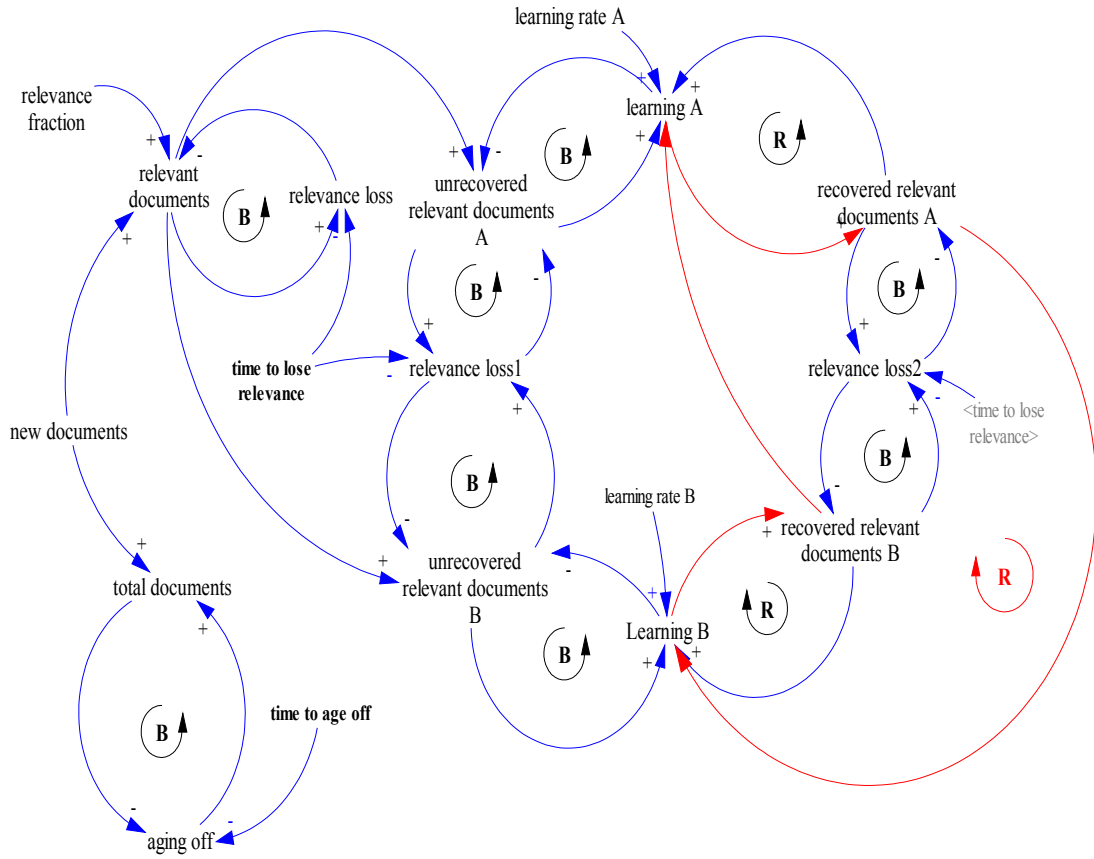 learning rate A
relevance
fraction
learning A
relevant
documents
relevance loss
unrecovered
relevant documents
A
recovered relevant
documents A
B
B
R
B
B
time to lose
relevance
relevance loss1
relevance loss2
<time to lose
relevance>
new documents
B
B
learning rate B
recovered relevant
documents B
total documents
unrecovered
relevant documents
B
R
R
Learning B
B
time to age off
B
aging off
+
+
+
+
+
-
+
-
+
-
+
+
-
-
+
-
+
-
+
-
+
-
-
+
+
-
+
-
+
+
+
+
+
-
-